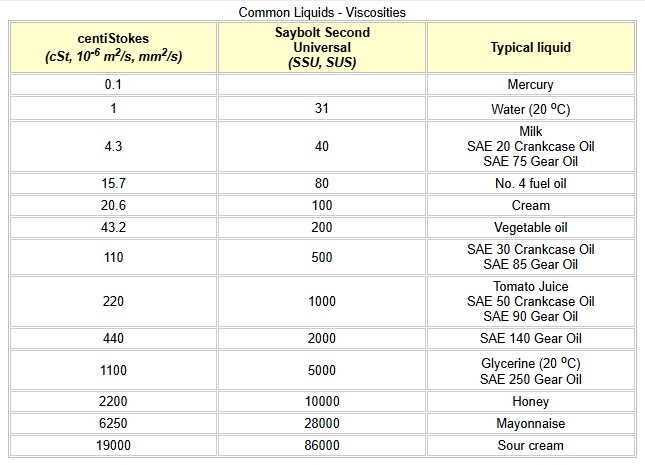 Common Liquids - Viscosities
centiStokes
(cSt, 10⁻⁶ m²/s, mm²/s)
Saybolt Second
Universal
(SSU, SUS)
Typical liquid
0.1
Mercury
1
31
Water (20 ⁰C)
4.3
40
Milk
SAE 20 Crankcase Oil
SAE 75 Gear Oil
15.7
80
No. 4 fuel oil
20.6
100
Cream
43.2
200
Vegetable oil
110
500
SAE 30 Crankcase Oil
SAE 85 Gear Oil
220
1000
Tomato Juice
SAE 50 Crankcase Oil
SAE 90 Gear Oil
440
2000
SAE 140 Gear Oil
1100
5000
Glycerine (20 ⁰C)
SAE 250 Gear Oil
2200
10000
Honey
6250
28000
Mayonnaise
19000
86000
Sour cream